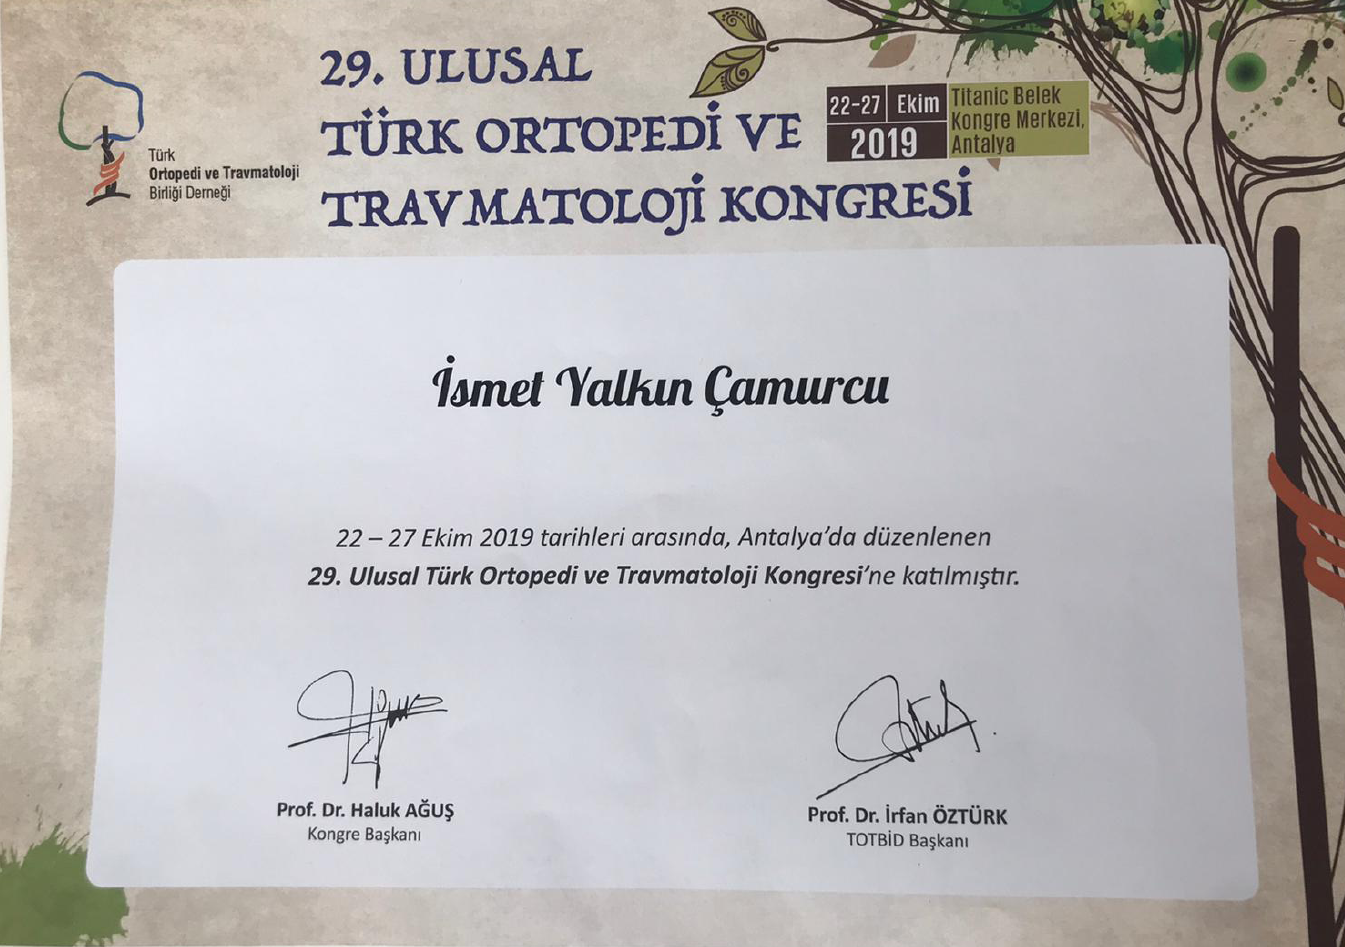 29. ULUSAL
TÜRK ORTOPEDİ VE
TRAVMATOLOJİ KONGRESİ
22-27 Ekim
2019
Titanic Belek
Kongre Merkezi,
Antalya
Türk
Ortopedi ve Travmatoloji
Birliği Derneği
İsmet Yalkın Çamurcu
22 – 27 Ekim 2019 tarihleri arasında, Antalya’da düzenlenen
29. Ulusal Türk Ortopedi ve Travmatoloji Kongresi’ne katılmıştır.
Prof. Dr. Haluk AĞUŞ
Kongre Başkanı
Prof. Dr. İrfan ÖZTÜRK
TOTBİD Başkanı